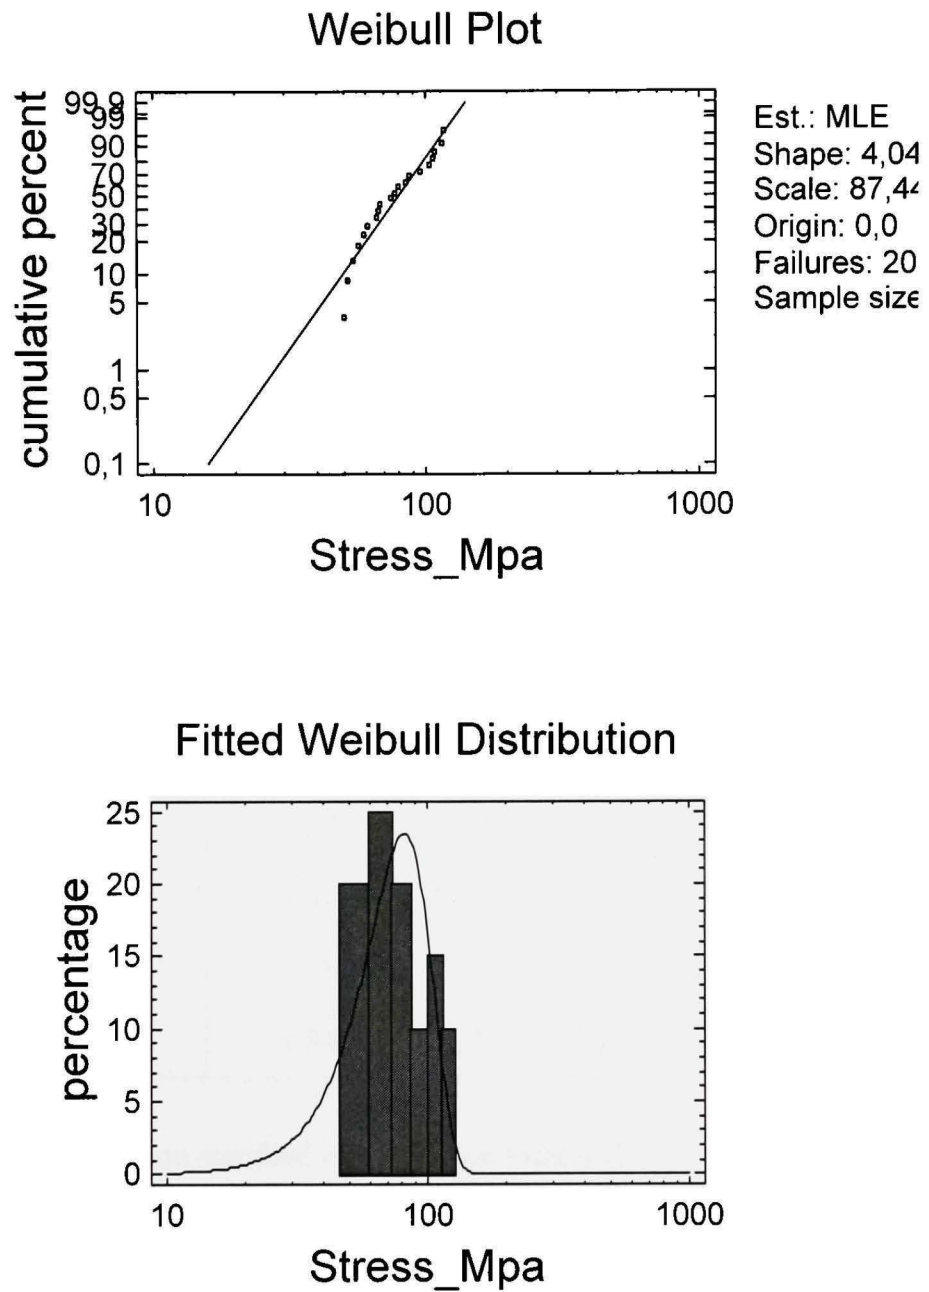 Weibull Plot
cumulative percent
99,9
99
90
70
50
30
20
10
5
1
0,5
0,1
10 100 1000
Stress_Mpa
Est.: MLE
Shape: 4,04
Scale: 87,44
Origin: 0,0
Failures: 20
Sample size
Fitted Weibull Distribution
percentage
25
20
15
10
5
0
10 100 1000
Stress_Mpa